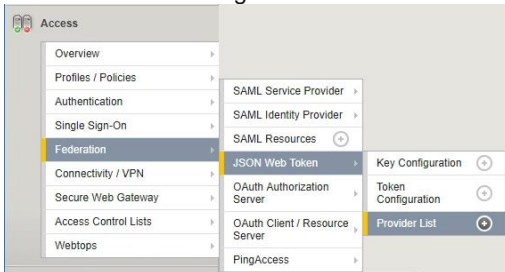 Access
Overview
Profiles / Policies
Authentication
Single Sign-On
Federation
Connectivity / VPN
Secure Web Gateway
Access Control Lists
Webtops
SAML Service Provider
SAML Identity Provider
SAML Resources
JSON Web Token
OAuth Authorization
Server
OAuth Client / Resource
Server
PingAccess
Key Configuration
Token
Configuration
Provider List